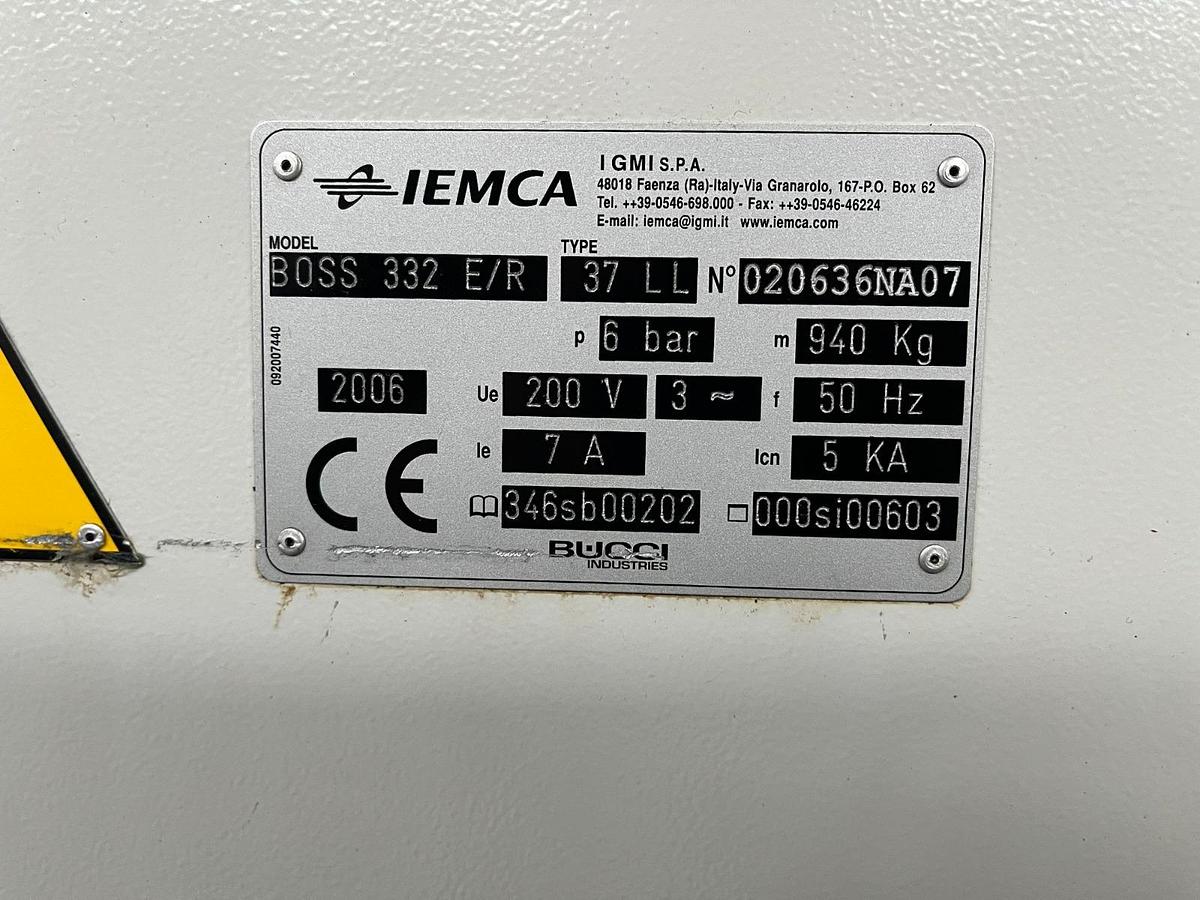 IEMCA
I GMI S.P.A.
48018 Faenza (Ra)-Italy-Via Granarolo, 167-P.O. Box 62
Tel. ++39-0546-698.000 - Fax: ++39-0546-46224
E-mail: iemca@igmi.it www.iemca.com
MODEL TYPE
BOSS 332 E/R 37 LL N° 020636NA07
p 6 bar m 940 Kg
092007440
2006 Ue 200 V 3 ~ f 50 Hz
Ie 7 A Icn 5 KA
CE
346sb00202 000si00603
BUCCI
INDUSTRIES